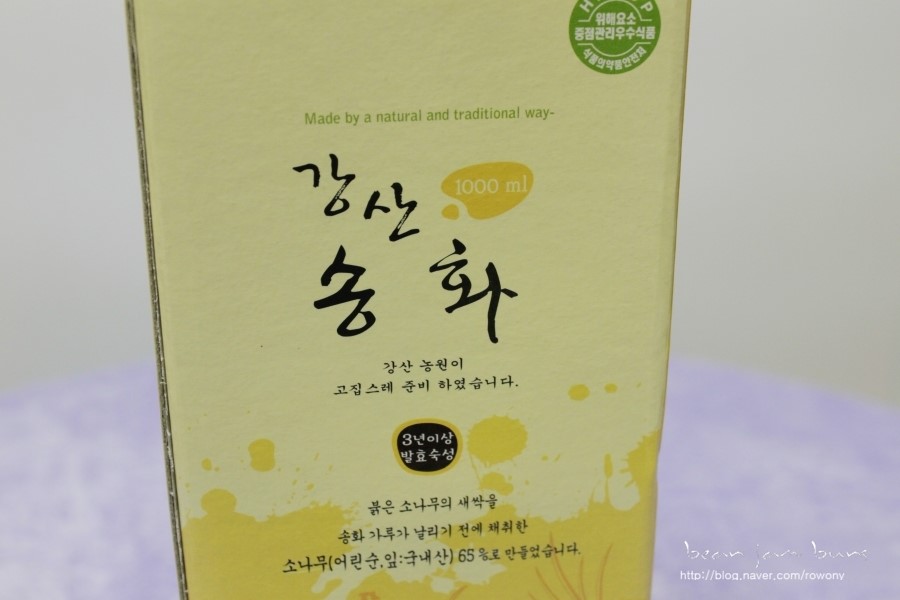 위해요소
중점관리우수식품
식품의약품안전처
Made by a natural and traditional way-
강산
1000 ml
송화
강산 농원이
고집스레 준비 하였습니다.
3년이상
발효숙성
붉은 소나무의 새싹을
송화 가루가 날리기 전에 채취한
소나무(어린순.잎:국내산) 65%로 만들었습니다.
bean jam buns
http://blog.naver.com/rowony